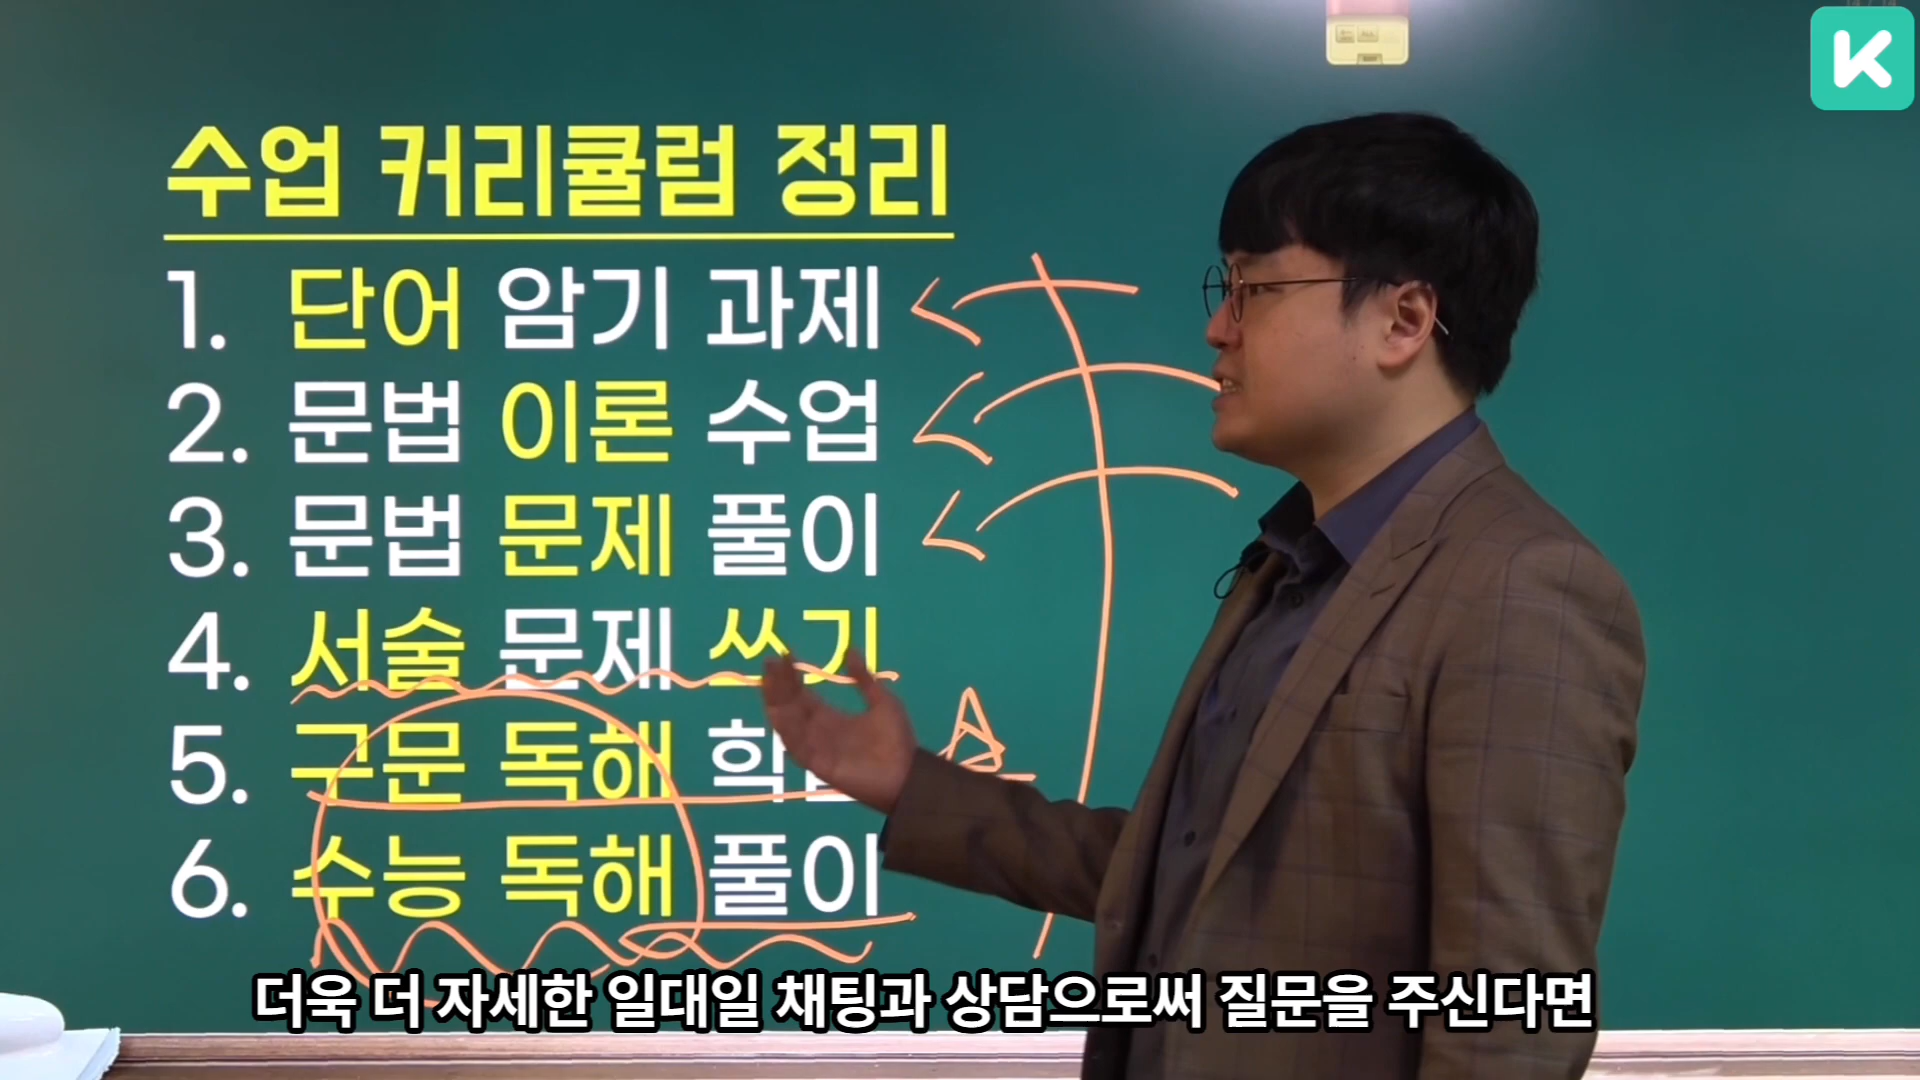 K
수업 커리큘럼 정리
1. 단어 암기 과제
2. 문법 이론 수업
3. 문법 문제 풀이
4. 서술 문제 쓰기
5. 구문 독해
6. 수능 독해 풀이
더욱 더 자세한 일대일 채팅과 상담으로써 질문을 주신다면